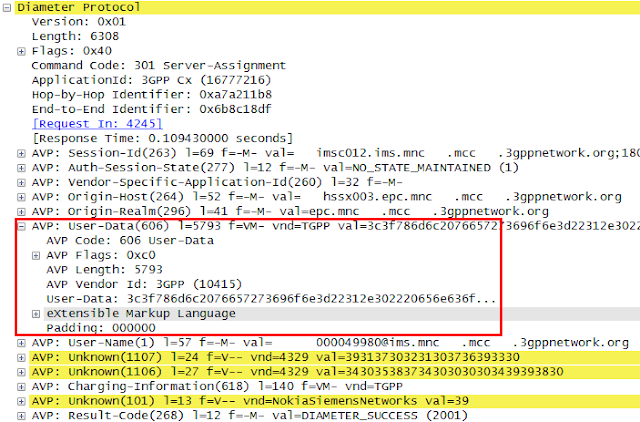 Diameter Protocol
Version: 0x01
Length: 6308
Flags: 0x40
Command Code: 301 Server-Assignment
ApplicationId: 3GPP Cx (16777216)
Hop-by-Hop Identifier: 0xa7a211b8
End-to-End Identifier: 0x6b8c18df
[Request In: 4245]
[Response Time: 0.109430000 seconds]
AVP: Session-Id(263) l=69 f=-M- val= imsc012.ims.mnc .mcc .3gppnetwork.org;180
AVP: Auth-Session-State(277) l=12 f=-M- val=NO_STATE_MAINTAINED (1)
AVP: Vendor-Specific-Application-Id(260) l=32 f=-M-
AVP: Origin-Host(264) l=52 f=-M- val= hssx003.epc.mnc .mcc .3gppnetwork.org
AVP: Origin-Realm(296) l=41 f=-M- val=epc.mnc .mcc .3gppnetwork.org
AVP: User-Data(606) l=5793 f=VM- vnd=TGPP val=3c3f786d6c2076657273696f6e3d22312e3022
AVP Code: 606 User-Data
AVP Flags: 0xc0
AVP Length: 5793
AVP Vendor Id: 3GPP (10415)
User-Data: 3c3f786d6c2076657273696f6e3d22312e302220656e636f...
eXtensible Markup Language
Padding: 000000
AVP: User-Name(1) l=57 f=-M- val= 000049980@ims.mnc .mcc .3gppnetwork.org
AVP: Unknown(1107) l=24 f=V-- vnd=4329 val=393137303231303736393330
AVP: Unknown(1106) l=27 f=V-- vnd=4329 val=343035383734303030303439393830
AVP: Charging-Information(618) l=140 f=VM- vnd=TGPP
AVP: Unknown(101) l=13 f=V-- vnd=NokiaSiemensNetworks val=39
AVP: Result-Code(268) l=12 f=-M- val=DIAMETER_SUCCESS (2001)